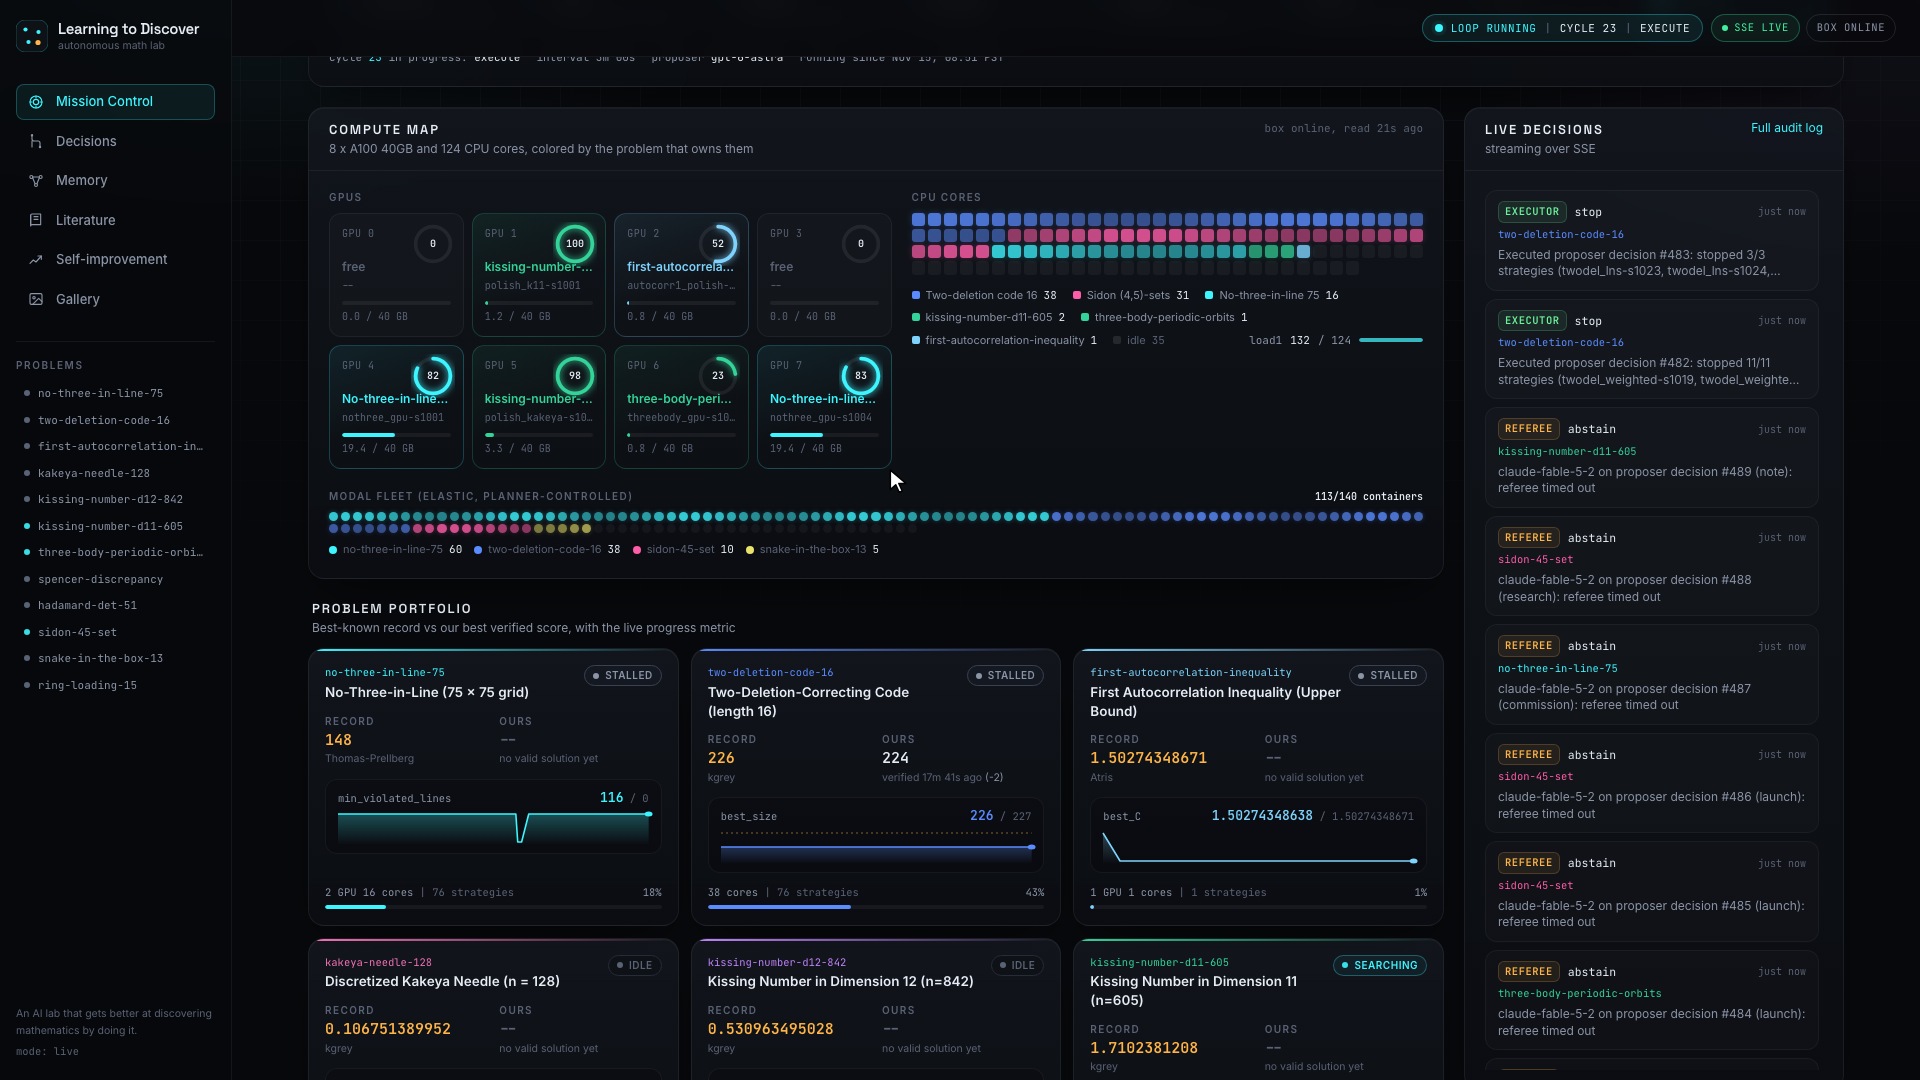 Learning to Discover
autonomous math lab
LOOP RUNNING | CYCLE 23 | EXECUTE
SSE LIVE
BOX ONLINE
Mission Control
Decisions
Memory
Literature
Self-improvement
Gallery
PROBLEMS
no-three-in-line-75
two-deletion-code-16
first-autocorrelation-in…
kakeya-needle-128
kissing-number-d12-842
kissing-number-d11-605
three-body-periodic-orbi…
spencer-discrepancy
hadamard-det-51
sidon-45-set
snake-in-the-box-13
ring-loading-15
An AI lab that gets better at discovering
mathematics by doing it.
mode: live
cycle 23 in progress: execute interval 3m 00s proposer gpt-6-astra running since Nov 15, 08:51 PST
COMPUTE MAP
box online, read 21s ago
8 x A100 40GB and 124 CPU cores, colored by the problem that owns them
GPUS
GPU 0
0
free
--
0.0 / 40 GB
GPU 1
100
kissing-number-…
polish_k11-s1001
1.2 / 40 GB
GPU 2
52
first-autocorrela…
autocorr1_polish-…
0.8 / 40 GB
GPU 3
0
free
--
0.0 / 40 GB
GPU 4
82
No-three-in-line…
nothree_gpu-s1001
19.4 / 40 GB
GPU 5
98
kissing-number-…
polish_kakeya-s10…
3.3 / 40 GB
GPU 6
23
three-body-peri…
threebody_gpu-s10…
0.8 / 40 GB
GPU 7
83
No-three-in-line…
nothree_gpu-s1004
19.4 / 40 GB
CPU CORES
Two-deletion code 16 38 Sidon (4,5)-sets 31 No-three-in-line 75 16
kissing-number-d11-605 2 three-body-periodic-orbits 1
first-autocorrelation-inequality 1 idle 35 load1 132 / 124
MODAL FLEET (ELASTIC, PLANNER-CONTROLLED)
113/140 containers
no-three-in-line-75 60 two-deletion-code-16 38 sidon-45-set 10 snake-in-the-box-13 5
PROBLEM PORTFOLIO
Best-known record vs our best verified score, with the live progress metric
no-three-in-line-75
STALLED
No-Three-in-Line (75 × 75 grid)
RECORD OURS
148 --
Thomas-Prellberg no valid solution yet
min_violated_lines 116 / 0
2 GPU 16 cores | 76 strategies 18%
two-deletion-code-16
STALLED
Two-Deletion-Correcting Code
(length 16)
RECORD OURS
226 224
kgrey verified 17m 41s ago (-2)
best_size 226 / 227
38 cores | 76 strategies 43%
first-autocorrelation-inequality
STALLED
First Autocorrelation Inequality (Upper
Bound)
RECORD OURS
1.50274348671 --
Atris no valid solution yet
best_C 1.50274348638 / 1.50274348671
1 GPU 1 cores | 1 strategies 1%
kakeya-needle-128
IDLE
Discretized Kakeya Needle (n = 128)
RECORD OURS
0.106751389952 --
kgrey no valid solution yet
kissing-number-d12-842
IDLE
Kissing Number in Dimension 12 (n=842)
RECORD OURS
0.530963495028 --
kgrey no valid solution yet
kissing-number-d11-605
SEARCHING
Kissing Number in Dimension 11
(n=605)
RECORD OURS
1.7102381208 --
kgrey no valid solution yet
LIVE DECISIONS
Full audit log
streaming over SSE
EXECUTOR stop just now
two-deletion-code-16
Executed proposer decision #483: stopped 3/3
strategies (twodel_lns-s1023, twodel_lns-s1024,…
EXECUTOR stop just now
two-deletion-code-16
Executed proposer decision #482: stopped 11/11
strategies (twodel_weighted-s1019, twodel_weighte…
REFEREE abstain just now
kissing-number-d11-605
claude-fable-5-2 on proposer decision #489 (note):
referee timed out
REFEREE abstain just now
sidon-45-set
claude-fable-5-2 on proposer decision #488
(research): referee timed out
REFEREE abstain just now
no-three-in-line-75
claude-fable-5-2 on proposer decision #487
(commission): referee timed out
REFEREE abstain just now
sidon-45-set
claude-fable-5-2 on proposer decision #486 (launch):
referee timed out
REFEREE abstain just now
sidon-45-set
claude-fable-5-2 on proposer decision #485 (launch):
referee timed out
REFEREE abstain just now
three-body-periodic-orbits
claude-fable-5-2 on proposer decision #484 (launch):
referee timed out